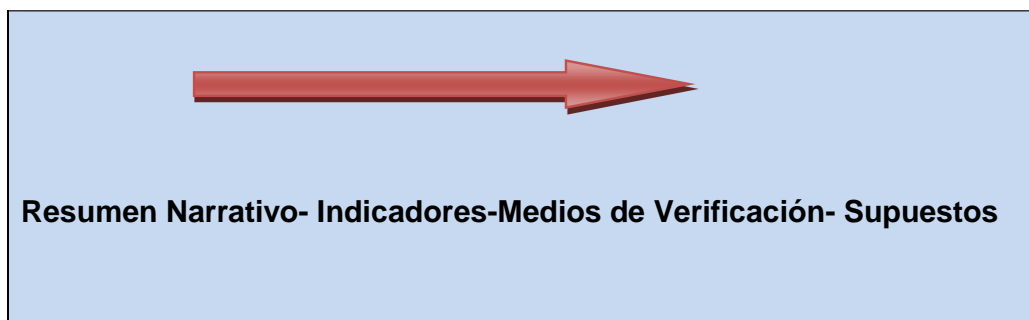 Resumen Narrativo- Indicadores-Medios de Verificación- Supuestos